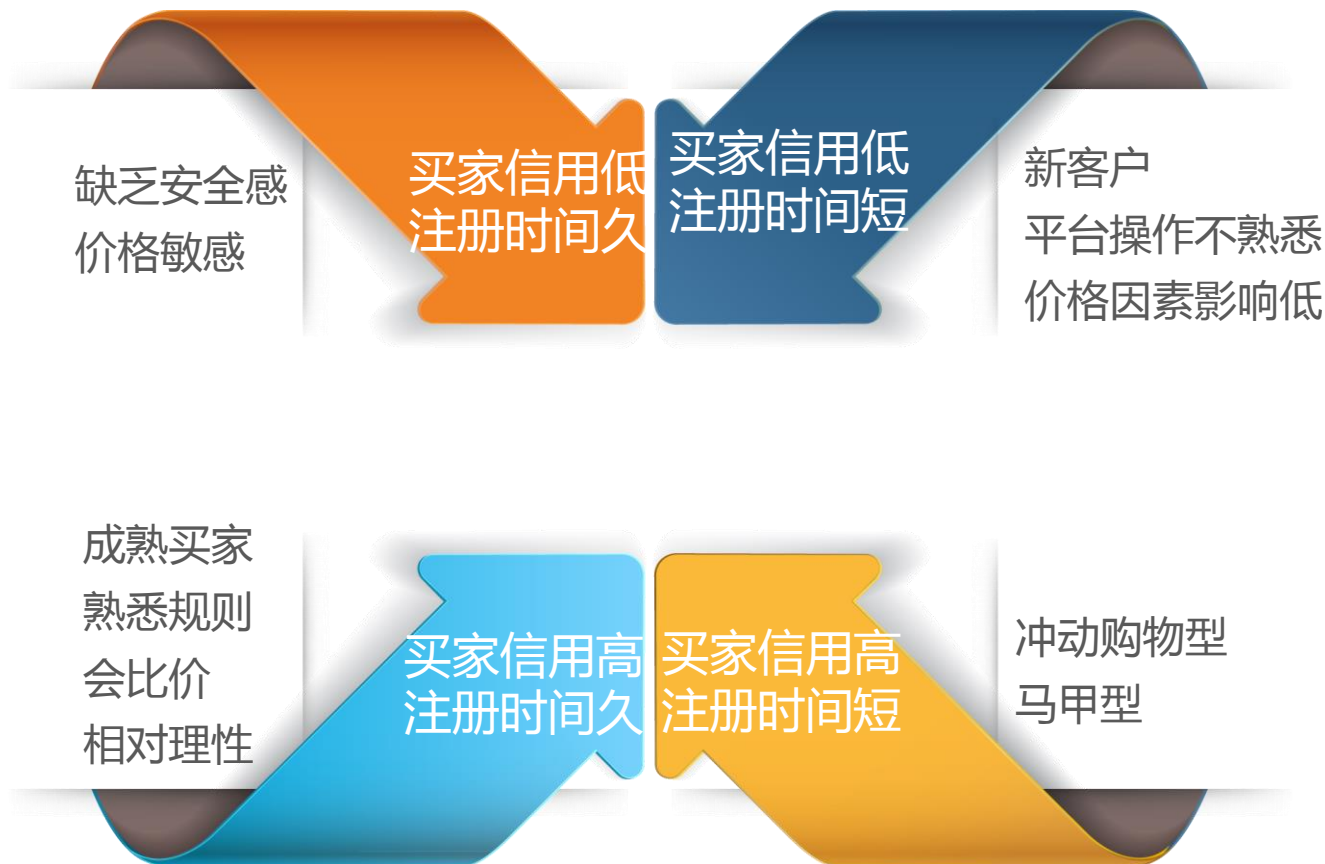 缺乏安全感
价格敏感
买家信用低
注册时间久
买家信用低
注册时间短
新客户
平台操作不熟悉
价格因素影响低
成熟买家
熟悉规则
会比价
相对理性
买家信用高
注册时间久
买家信用高
注册时间短
冲动购物型
马甲型